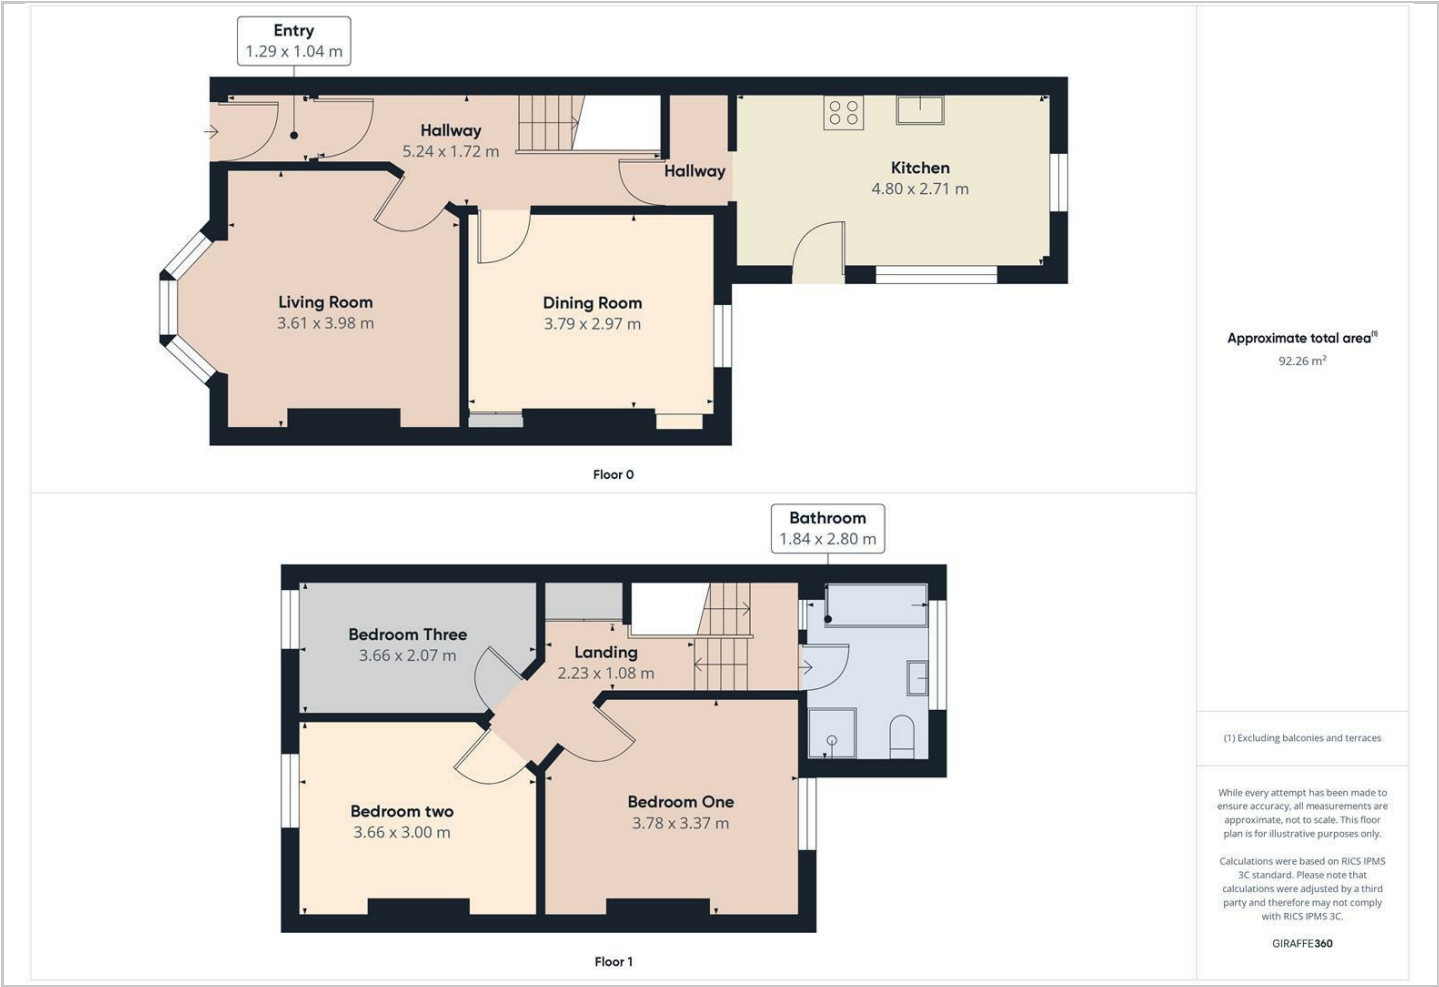 Entry
1.29 x 1.04 m
Hallway
5.24 x 1.72 m
Hallway
Kitchen
4.80 x 2.71 m
Living Room
3.61 x 3.98 m
Dining Room
3.79 x 2.97 m
Floor 0
Bathroom
1.84 x 2.80 m
Bedroom Three
3.66 x 2.07 m
Landing
2.23 x 1.08 m
Bedroom two
3.66 x 3.00 m
Bedroom One
3.78 x 3.37 m
Floor 1
Approximate total area(1)
92.26 m²
(1) Excluding balconies and terraces
While every attempt has been made to
ensure accuracy, all measurements are
approximate, not to scale. This floor
plan is for illustrative purposes only.
Calculations were based on RICS IPMS
3C standard. Please note that
calculations were adjusted by a third
party and therefore may not comply
with RICS IPMS 3C.
GIRAFFE360